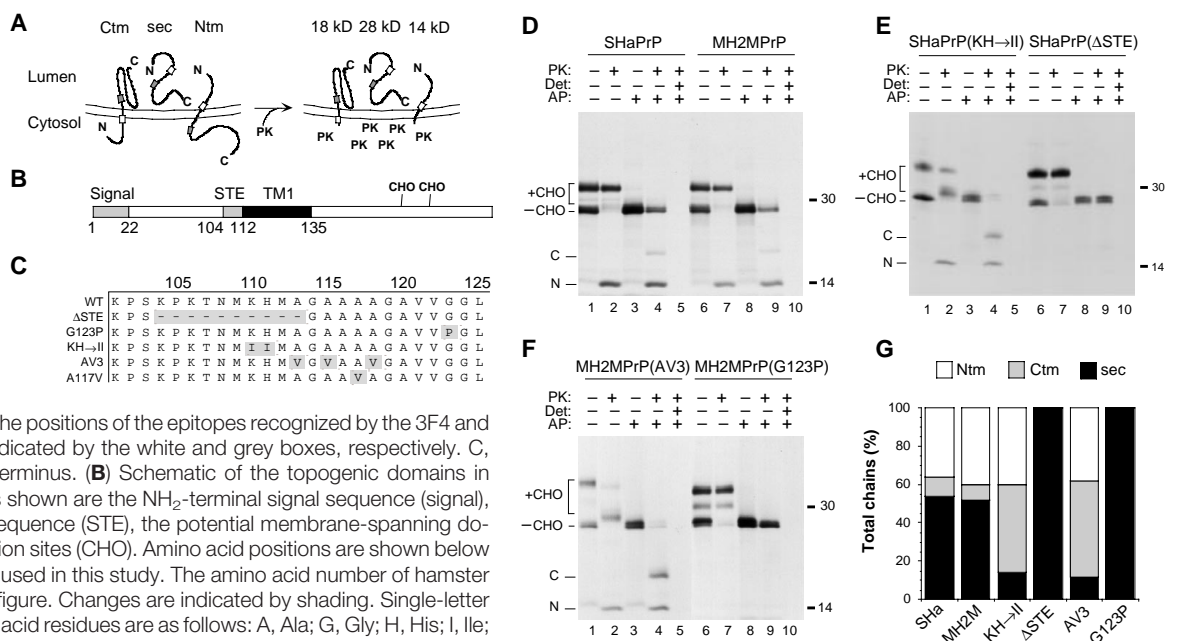 A
Ctm sec Ntm
18 kD 28 kD 14 kD
Lumen
Cytosol
N C N C N C
PK
PK PK PK PK PK PK
B
Signal STE TM1 CHO CHO
1 22 104 112 135
C
105 110 115 120 125
WT K P S K P K T N M K H M A G A A A A G A V V G G L
ΔSTE K P S - - - - - - - - - - G A A A A G A V V G G L
G123P K P S K P K T N M K H M A G A A A A G A V V P G L
KH→II K P S K P K T N M I I M A G A A A A G A V V G G L
AV3 K P S K P K T N M K H M V G V A A V G A V V G G L
A117V K P S K P K T N M K H M A G A A A V G A V V G G L
he positions of the epitopes recognized by the 3F4 and
dicated by the white and grey boxes, respectively. C,
erminus. (B) Schematic of the topogenic domains in
s shown are the NH2-terminal signal sequence (signal),
equence (STE), the potential membrane-spanning do-
ion sites (CHO). Amino acid positions are shown below
used in this study. The amino acid number of hamster
figure. Changes are indicated by shading. Single-letter
acid residues are as follows: A, Ala; G, Gly; H, His; I, Ile;
D
SHaPrP MH2MPrP
PK: – + – + + – + – + +
Det: + +
AP: + + + + + +
+CHO
–CHO
C –
N –
– 30
– 14
1 2 3 4 5 6 7 8 9 10
E
SHaPrP(KH→II) SHaPrP(ΔSTE)
PK: – + – + + – + – + +
Det: + +
AP: + + + + + +
+CHO
–CHO
C –
N –
– 30
– 14
1 2 3 4 5 6 7 8 9 10
F
MH2MPrP(AV3) MH2MPrP(G123P)
PK: – + – + + – + – + +
Det: + +
AP: + + + + + +
+CHO
–CHO
C –
N –
– 30
– 14
1 2 3 4 5 6 7 8 9 10
G
Ntm Ctm sec
Total chains (%)
100
80
60
40
20
0
SHa MH2M KH→II ΔSTE AV3 G123P